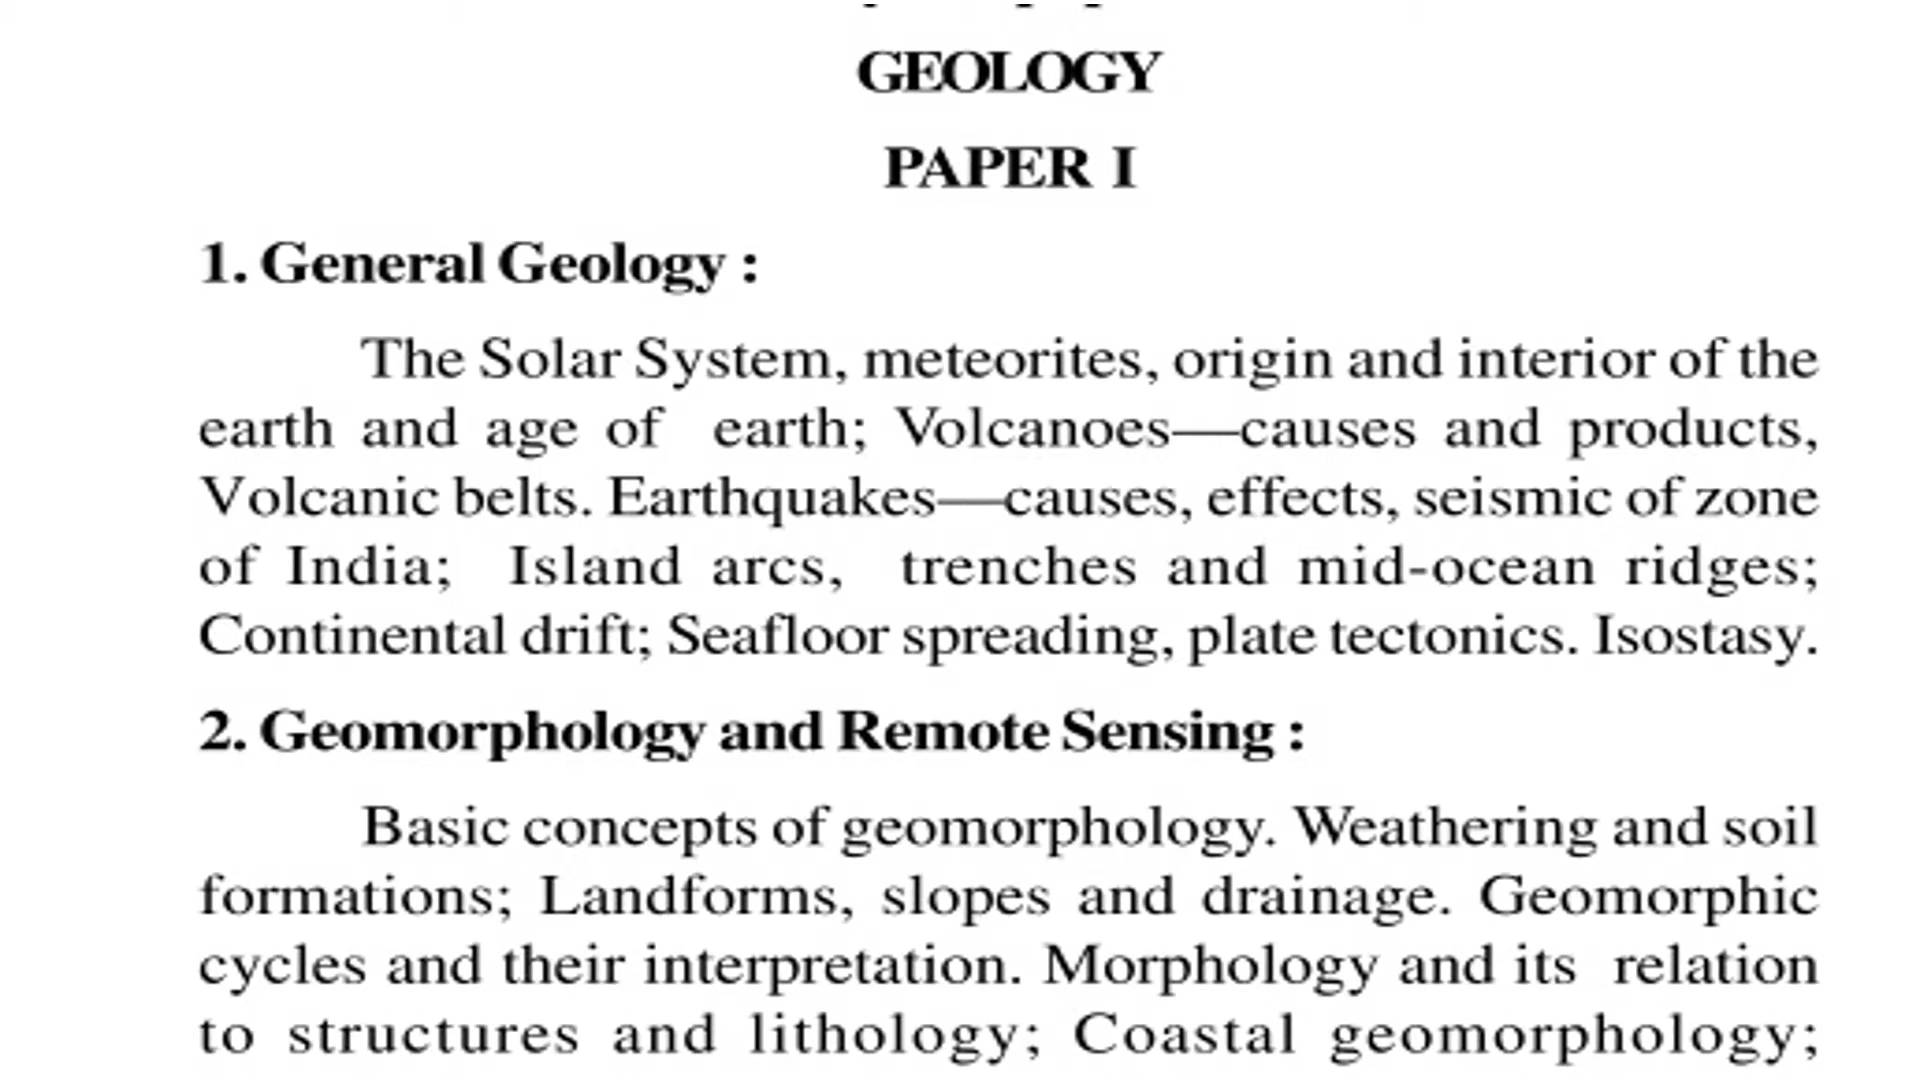 GEOLOGY
PAPER I
1. General Geology :
The Solar System, meteorites, origin and interior of the
earth and age of earth; Volcanoes—causes and products,
Volcanic belts. Earthquakes—causes, effects, seismic of zone
of India; Island arcs, trenches and mid-ocean ridges;
Continental drift; Seafloor spreading, plate tectonics. Isostasy.
2. Geomorphology and Remote Sensing :
Basic concepts of geomorphology. Weathering and soil
formations; Landforms, slopes and drainage. Geomorphic
cycles and their interpretation. Morphology and its relation
to structures and lithology; Coastal geomorphology;